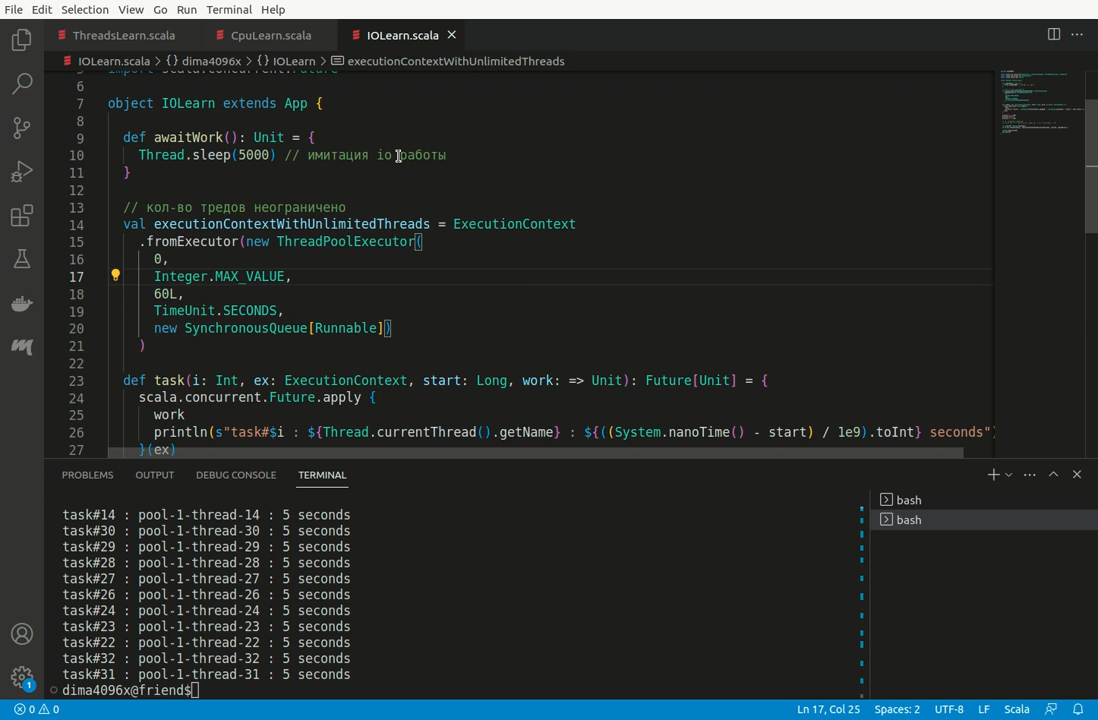 File Edit Selection View Go Run Terminal Help
ThreadsLearn.scala CpuLearn.scala IOLearn.scala
IOLearn.scala > {} dima4096x > {} IOLearn > executionContextWithUnlimitedThreads
5 import scala.concurrent.Future
6
7 object IOLearn extends App {
8
9 def awaitWork(): Unit = {
10 Thread.sleep(5000) // имитация io работы
11 }
12
13 // кол-во тредов неограничено
14 val executionContextWithUnlimitedThreads = ExecutionContext
15 .fromExecutor(new ThreadPoolExecutor(
16 0,
17 Integer.MAX_VALUE,
18 60L,
19 TimeUnit.SECONDS,
20 new SynchronousQueue[Runnable])
21 )
22
23 def task(i: Int, ex: ExecutionContext, start: Long, work: => Unit): Future[Unit] = {
24 scala.concurrent.Future.apply {
25 work
26 println(s"task#$i : ${Thread.currentThread().getName} : ${((System.nanoTime() - start) / 1e9).toInt} seconds")
27 }(ex)
PROBLEMS OUTPUT DEBUG CONSOLE TERMINAL
task#14 : pool-1-thread-14 : 5 seconds
task#30 : pool-1-thread-30 : 5 seconds
task#29 : pool-1-thread-29 : 5 seconds
task#28 : pool-1-thread-28 : 5 seconds
task#27 : pool-1-thread-27 : 5 seconds
task#26 : pool-1-thread-26 : 5 seconds
task#24 : pool-1-thread-24 : 5 seconds
task#23 : pool-1-thread-23 : 5 seconds
task#22 : pool-1-thread-22 : 5 seconds
task#32 : pool-1-thread-32 : 5 seconds
task#31 : pool-1-thread-31 : 5 seconds
dima4096x@friend$
bash
bash
1
0 0 Ln 17, Col 25 Spaces: 2 UTF-8 LF Scala